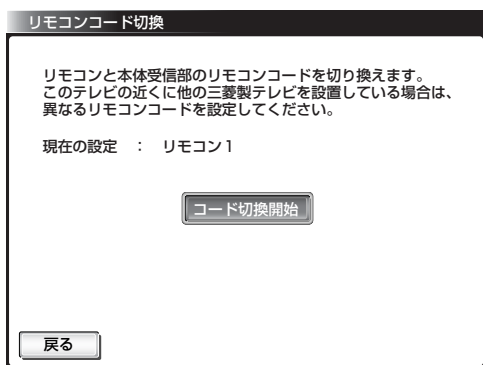 リモコンコード切換
リモコンと本体受信部のリモコンコードを切り換えます。
このテレビの近くに他の三菱製テレビを設置している場合は、
異なるリモコンコードを設定してください。
現在の設定　：　リモコン1
コード切換開始
戻る